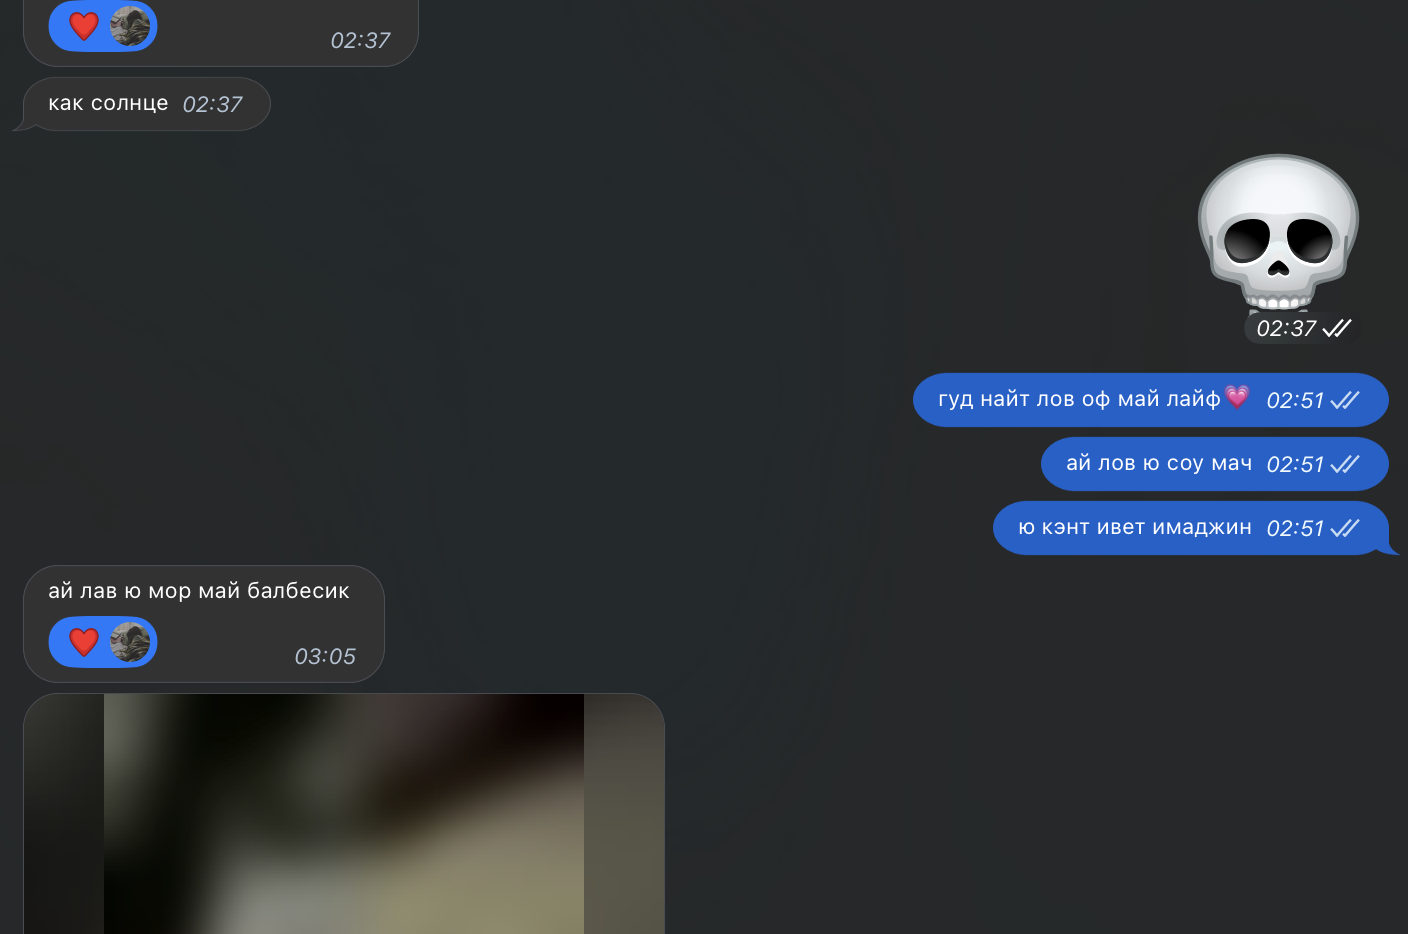 02:37
как солнце 02:37
02:37
гуд найт лов оф май лайф💗 02:51
ай лов ю соу мач 02:51
ю кэнт ивет имаджин 02:51
ай лав ю мор май балбесик
03:05